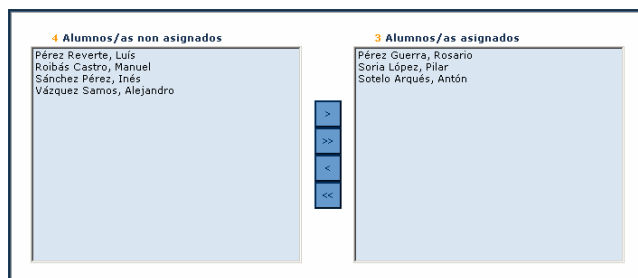 4 Alumnos/as non asignados
Pérez Reverte, Luís
Roibás Castro, Manuel
Sánchez Pérez, Inés
Vázquez Samos, Alejandro
>
>>
<
<<
3 Alumnos/as asignados
Pérez Guerra, Rosario
Soria López, Pilar
Sotelo Arqués, Antón